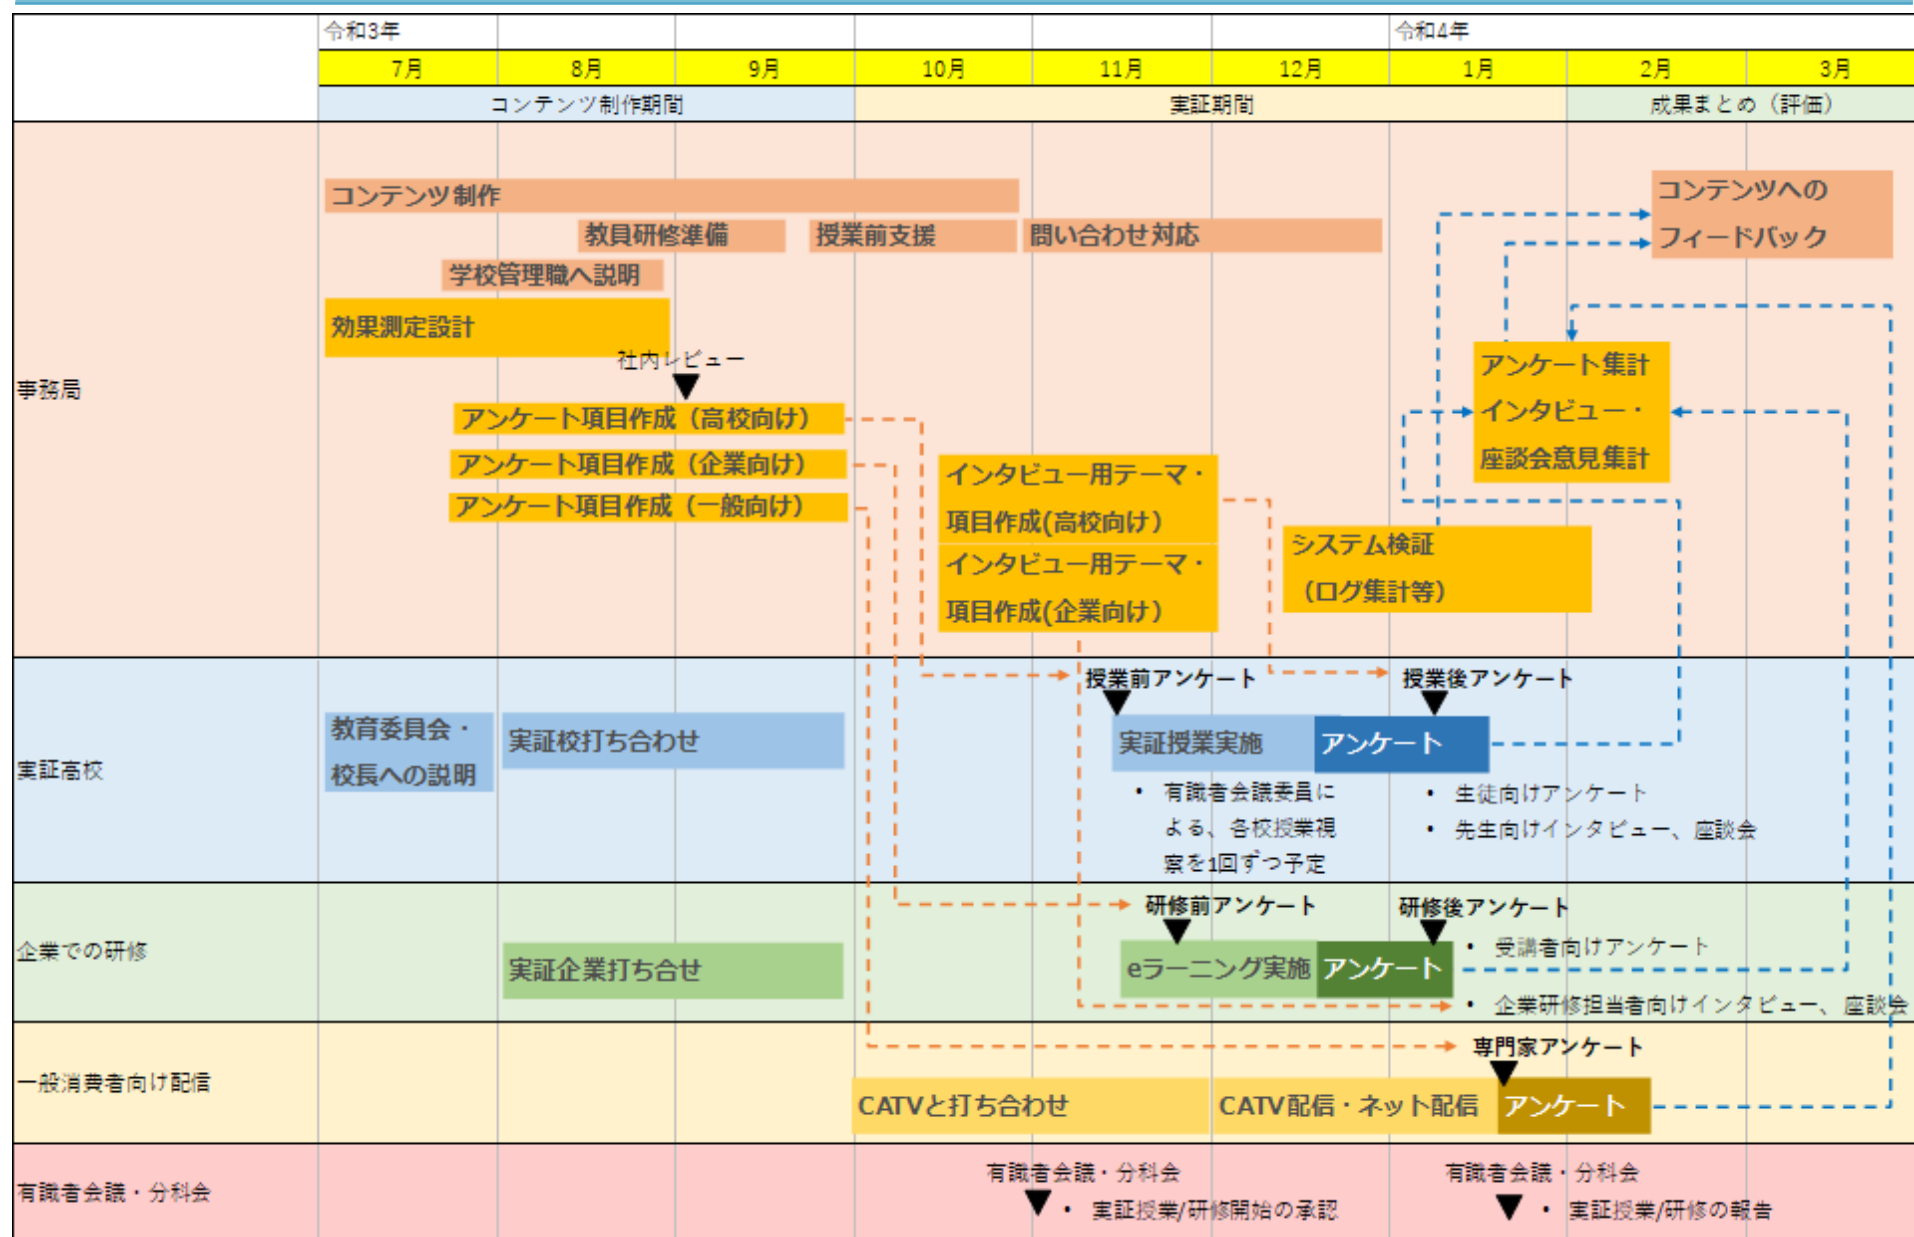 令和3年
令和4年
7月
8月
9月
10月
11月
12月
1月
2月
3月
コンテンツ制作期間
実証期間
成果まとめ（評価）
事務局
コンテンツ制作
教員研修準備
授業前支援
問い合わせ対応
学校管理職へ説明
効果測定設計
社内レビュー
アンケート項目作成（高校向け）
アンケート項目作成（企業向け）
アンケート項目作成（一般向け）
インタビュー用テーマ・
項目作成(高校向け）
インタビュー用テーマ・
項目作成(企業向け）
システム検証
（ログ集計等）
アンケート集計
インタビュー・
座談会意見集計
コンテンツへの
フィードバック
実証高校
教育委員会・
校長への説明
実証校打ち合わせ
授業前アンケート
授業後アンケート
実証授業実施
アンケート
• 有識者会議委員に
よる、各校授業視
察を1回ずつ予定
• 生徒向けアンケート
• 先生向けインタビュー、座談会
企業での研修
実証企業打ち合せ
研修前アンケート
研修後アンケート
eラーニング実施
アンケート
• 受講者向けアンケート
• 企業研修担当者向けインタビュー、座談会
一般消費者向け配信
専門家アンケート
CATVと打ち合わせ
CATV配信・ネット配信
アンケート
有識者会議・分科会
有識者会議・分科会
• 実証授業/研修開始の承認
有識者会議・分科会
• 実証授業/研修の報告